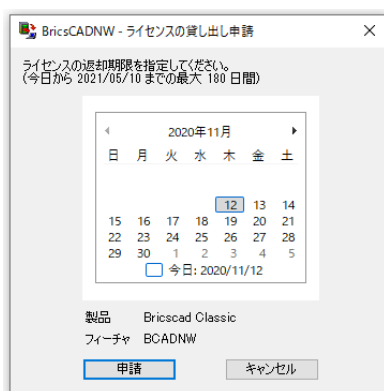 BricsCADNW - ライセンスの貸し出し申請
ライセンスの返却期限を指定してください。
(今日から 2021/05/10 までの最大 180 日間)
2020年11月
日 月 火 水 木 金 土
12 13 14
15 16 17 18 19 20 21
22 23 24 25 26 27 28
29 30 1 2 3 4 5
今日: 2020/11/12
製品 Bricscad Classic
フィーチャ BCADNW
申請 キャンセル